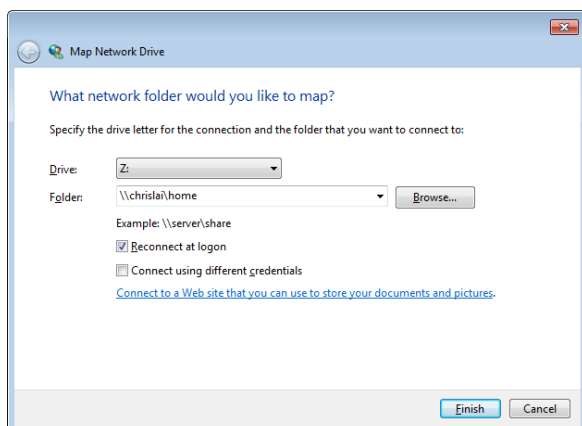 Map Network Drive
What network folder would you like to map?
Specify the drive letter for the connection and the folder that you want to connect to:
Drive: Z:
Folder: \\chrislai\home Browse...
Example: \\server\share
Reconnect at logon
Connect using different credentials
Connect to a Web site that you can use to store your documents and pictures.
Finish Cancel